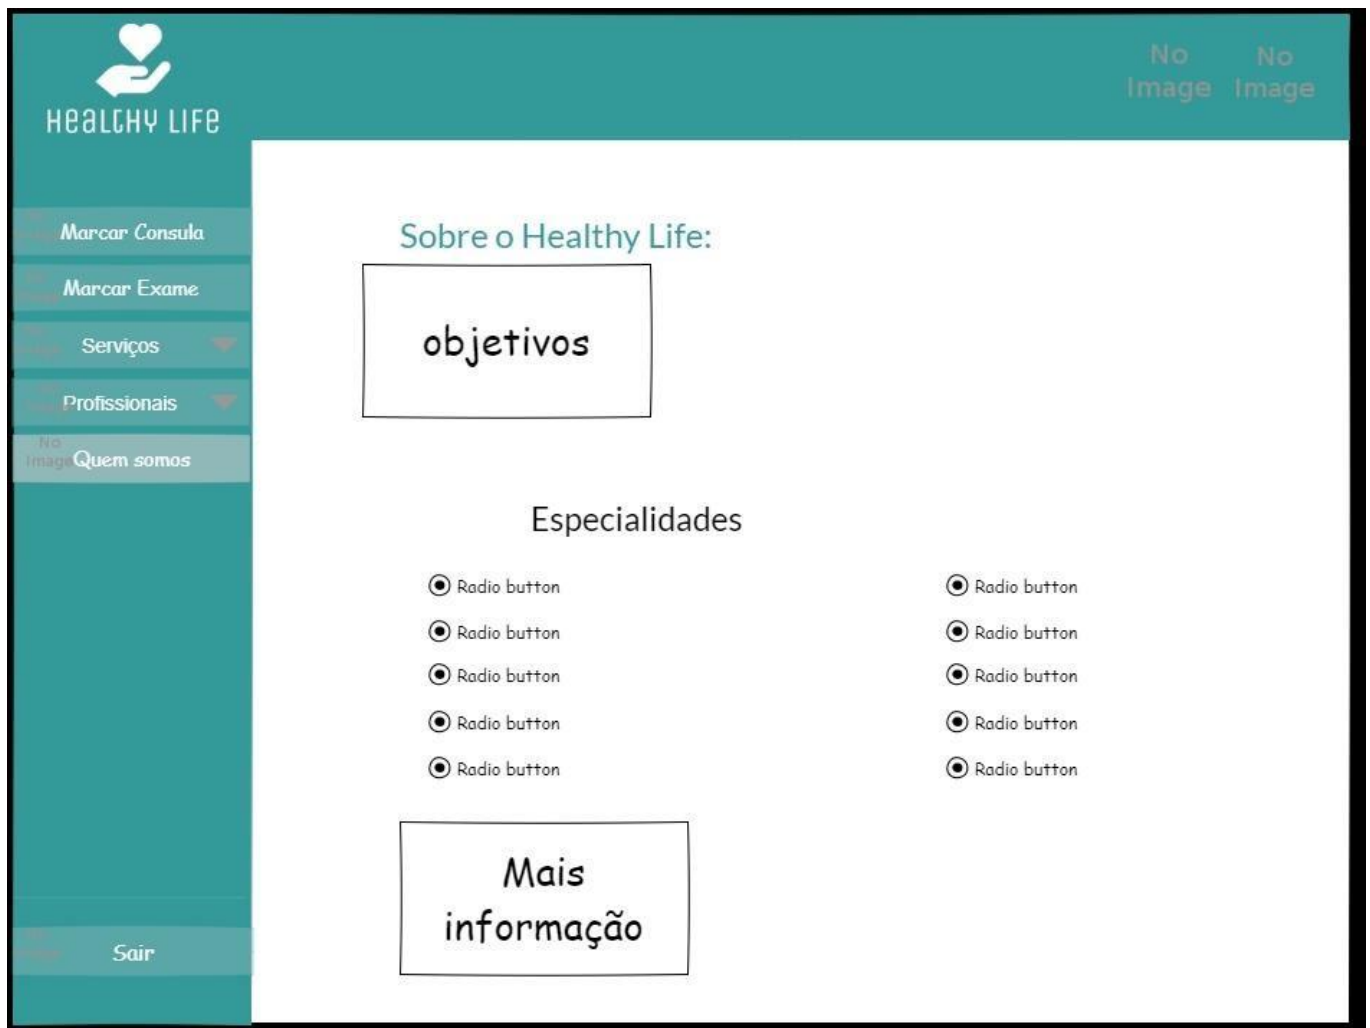 HEALTHY LIFE
No No
Image Image
Marcar Consula
Marcar Exame
Serviços
Profissionais
No
Image
Quem somos
Sair
Sobre o Healthy Life:
objetivos
Especialidades
Radio button Radio button
Radio button Radio button
Radio button Radio button
Radio button Radio button
Radio button Radio button
Mais
informação